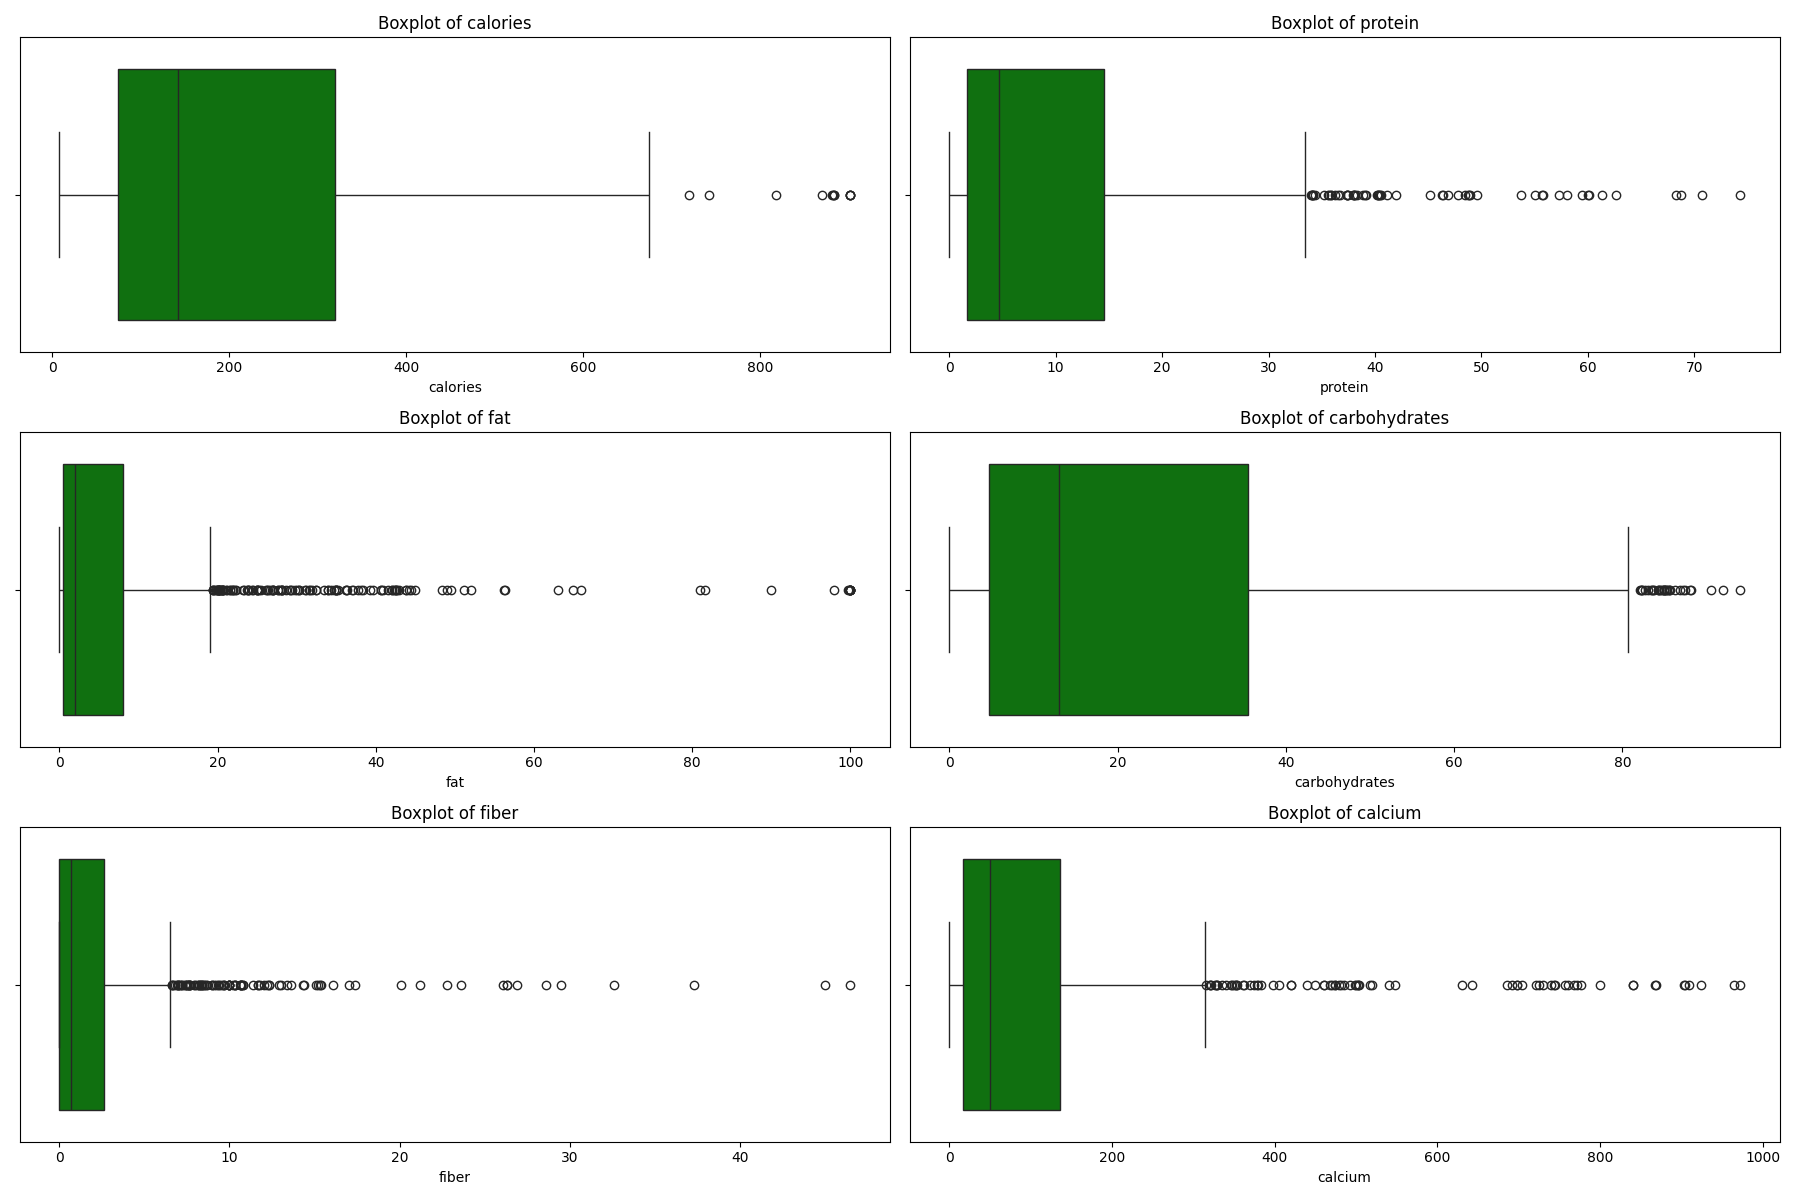 Boxplot of calories
0 200 400 600 800
calories
Boxplot of protein
0 10 20 30 40 50 60 70
protein
Boxplot of fat
0 20 40 60 80 100
fat
Boxplot of carbohydrates
0 20 40 60 80
carbohydrates
Boxplot of fiber
0 10 20 30 40
fiber
Boxplot of calcium
0 200 400 600 800 1000
calcium